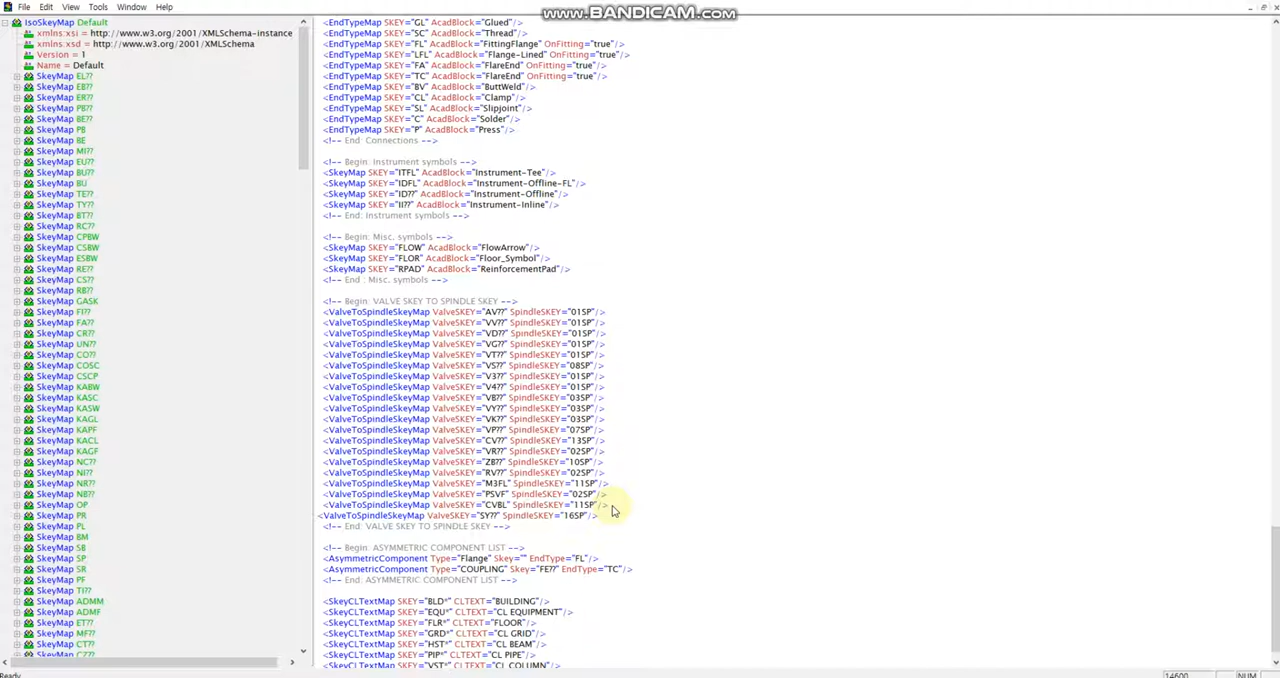 www.BANDICAM.com
File Edit View Tools Window Help
IsoSkeyMap Default
xmlns:xsi = http://www.w3.org/2001/XMLSchema-instance
xmlns:xsd = http://www.w3.org/2001/XMLSchema
Version = 1
Name = Default
SkeyMap EL??
SkeyMap EB??
SkeyMap ER??
SkeyMap PB??
SkeyMap BE??
SkeyMap PB
SkeyMap BE
SkeyMap MI??
SkeyMap EU??
SkeyMap BU??
SkeyMap BU
SkeyMap TE??
SkeyMap TY??
SkeyMap BT??
SkeyMap RC??
SkeyMap CPBW
SkeyMap CSBW
SkeyMap ESBW
SkeyMap RE??
SkeyMap CS??
SkeyMap RB??
SkeyMap GASK
SkeyMap FI??
SkeyMap FA??
SkeyMap CR??
SkeyMap UN??
SkeyMap CO??
SkeyMap COSC
SkeyMap CSCP
SkeyMap KABW
SkeyMap KASC
SkeyMap KASW
SkeyMap KAGL
SkeyMap KAPF
SkeyMap KACL
SkeyMap KAGF
SkeyMap NC??
SkeyMap NI??
SkeyMap NR??
SkeyMap NB??
SkeyMap OP
SkeyMap PR
SkeyMap PL
SkeyMap BM
SkeyMap SB
SkeyMap SP
SkeyMap SR
SkeyMap PF
SkeyMap TI??
SkeyMap ADMM
SkeyMap ADMF
SkeyMap ET??
SkeyMap MF??
SkeyMap CT??
SkeyMap CZ??
<EndTypeMap SKEY="GL" AcadBlock="Glued"/>
<EndTypeMap SKEY="SC" AcadBlock="Thread"/>
<EndTypeMap SKEY="FL" AcadBlock="FittingFlange" OnFitting="true"/>
<EndTypeMap SKEY="LFL" AcadBlock="Flange-Lined" OnFitting="true"/>
<EndTypeMap SKEY="FA" AcadBlock="FlareEnd" OnFitting="true"/>
<EndTypeMap SKEY="TC" AcadBlock="FlareEnd" OnFitting="true"/>
<EndTypeMap SKEY="BV" AcadBlock="ButtWeld"/>
<EndTypeMap SKEY="CL" AcadBlock="Clamp"/>
<EndTypeMap SKEY="SL" AcadBlock="Slipjoint"/>
<EndTypeMap SKEY="C" AcadBlock="Solder"/>
<EndTypeMap SKEY="P" AcadBlock="Press"/>
<!-- End: Connections -->
<!-- Begin: Instrument symbols -->
<SkeyMap SKEY="ITFL" AcadBlock="Instrument-Tee"/>
<SkeyMap SKEY="IDFL" AcadBlock="Instrument-Offline-FL"/>
<SkeyMap SKEY="ID??" AcadBlock="Instrument-Offline"/>
<SkeyMap SKEY="II??" AcadBlock="Instrument-Inline"/>
<!-- End: Instrument symbols -->
<!-- Begin: Misc. symbols -->
<SkeyMap SKEY="FLOW" AcadBlock="FlowArrow"/>
<SkeyMap SKEY="FLOR" AcadBlock="Floor_Symbol"/>
<SkeyMap SKEY="RPAD" AcadBlock="ReinforcementPad"/>
<!-- End : Misc. symbols -->
<!-- Begin: VALVE SKEY TO SPINDLE SKEY -->
<ValveToSpindleSkeyMap ValveSKEY="AV??" SpindleSKEY="01SP"/>
<ValveToSpindleSkeyMap ValveSKEY="VV??" SpindleSKEY="01SP"/>
<ValveToSpindleSkeyMap ValveSKEY="VD??" SpindleSKEY="01SP"/>
<ValveToSpindleSkeyMap ValveSKEY="VG??" SpindleSKEY="01SP"/>
<ValveToSpindleSkeyMap ValveSKEY="VT??" SpindleSKEY="01SP"/>
<ValveToSpindleSkeyMap ValveSKEY="VS??" SpindleSKEY="08SP"/>
<ValveToSpindleSkeyMap ValveSKEY="V3??" SpindleSKEY="01SP"/>
<ValveToSpindleSkeyMap ValveSKEY="V4??" SpindleSKEY="01SP"/>
<ValveToSpindleSkeyMap ValveSKEY="VB??" SpindleSKEY="03SP"/>
<ValveToSpindleSkeyMap ValveSKEY="VY??" SpindleSKEY="03SP"/>
<ValveToSpindleSkeyMap ValveSKEY="VK??" SpindleSKEY="03SP"/>
<ValveToSpindleSkeyMap ValveSKEY="VP??" SpindleSKEY="07SP"/>
<ValveToSpindleSkeyMap ValveSKEY="CV??" SpindleSKEY="13SP"/>
<ValveToSpindleSkeyMap ValveSKEY="VR??" SpindleSKEY="02SP"/>
<ValveToSpindleSkeyMap ValveSKEY="ZB??" SpindleSKEY="10SP"/>
<ValveToSpindleSkeyMap ValveSKEY="RV??" SpindleSKEY="02SP"/>
<ValveToSpindleSkeyMap ValveSKEY="M3FL" SpindleSKEY="11SP"/>
<ValveToSpindleSkeyMap ValveSKEY="PSVF" SpindleSKEY="02SP"/>
<ValveToSpindleSkeyMap ValveSKEY="CVBL" SpindleSKEY="11SP"/>
<ValveToSpindleSkeyMap ValveSKEY="SY??" SpindleSKEY="16SP"/>
<!-- End: VALVE SKEY TO SPINDLE SKEY -->
<!-- Begin: ASYMMETRIC COMPONENT LIST -->
<AsymmetricComponent Type="Flange" Skey="" EndType="FL"/>
<AsymmetricComponent Type="COUPLING" Skey="FE??" EndType="TC"/>
<!-- End: ASYMMETRIC COMPONENT LIST -->
<SkeyCLTextMap SKEY="BLD*" CLTEXT="BUILDING"/>
<SkeyCLTextMap SKEY="EQU*" CLTEXT="CL EQUIPMENT"/>
<SkeyCLTextMap SKEY="FLR*" CLTEXT="FLOOR"/>
<SkeyCLTextMap SKEY="GRD*" CLTEXT="CL GRID"/>
<SkeyCLTextMap SKEY="HST*" CLTEXT="CL BEAM"/>
<SkeyCLTextMap SKEY="PIP*" CLTEXT="CL PIPE"/>
<SkeyCLTextMap SKEY="VST*" CLTEXT="CL COLUMN"/>
Ready
14600
NUM